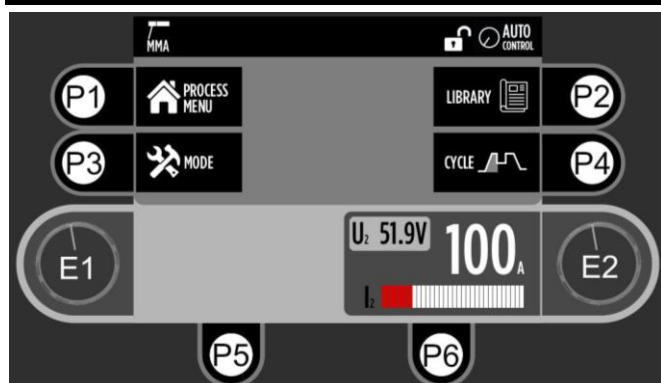 MMA
AUTO
CONTROL
P1
PROCESS
MENU
LIBRARY
P2
P3
MODE
CYCLE
P4
E1
U₂ 51.9V
100A
I₂
E2
P5
P6